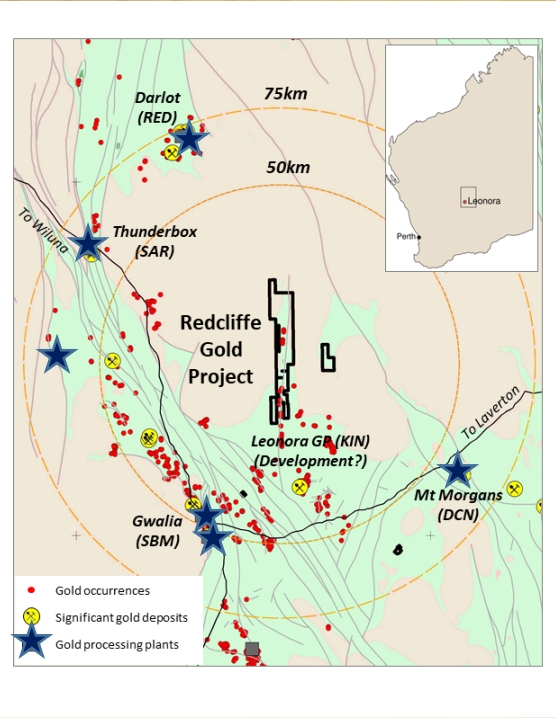 75km
Darlot
(RED)
50km
Leonora
Perth
To Wiluna
Thunderbox
(SAR)
Redcliffe
Gold
Project
To Laverton
Leonora GP (KIN)
(Development?)
Mt Morgans
(DCN)
Gwalia
(SBM)
Gold occurrences
Significant gold deposits
Gold processing plants